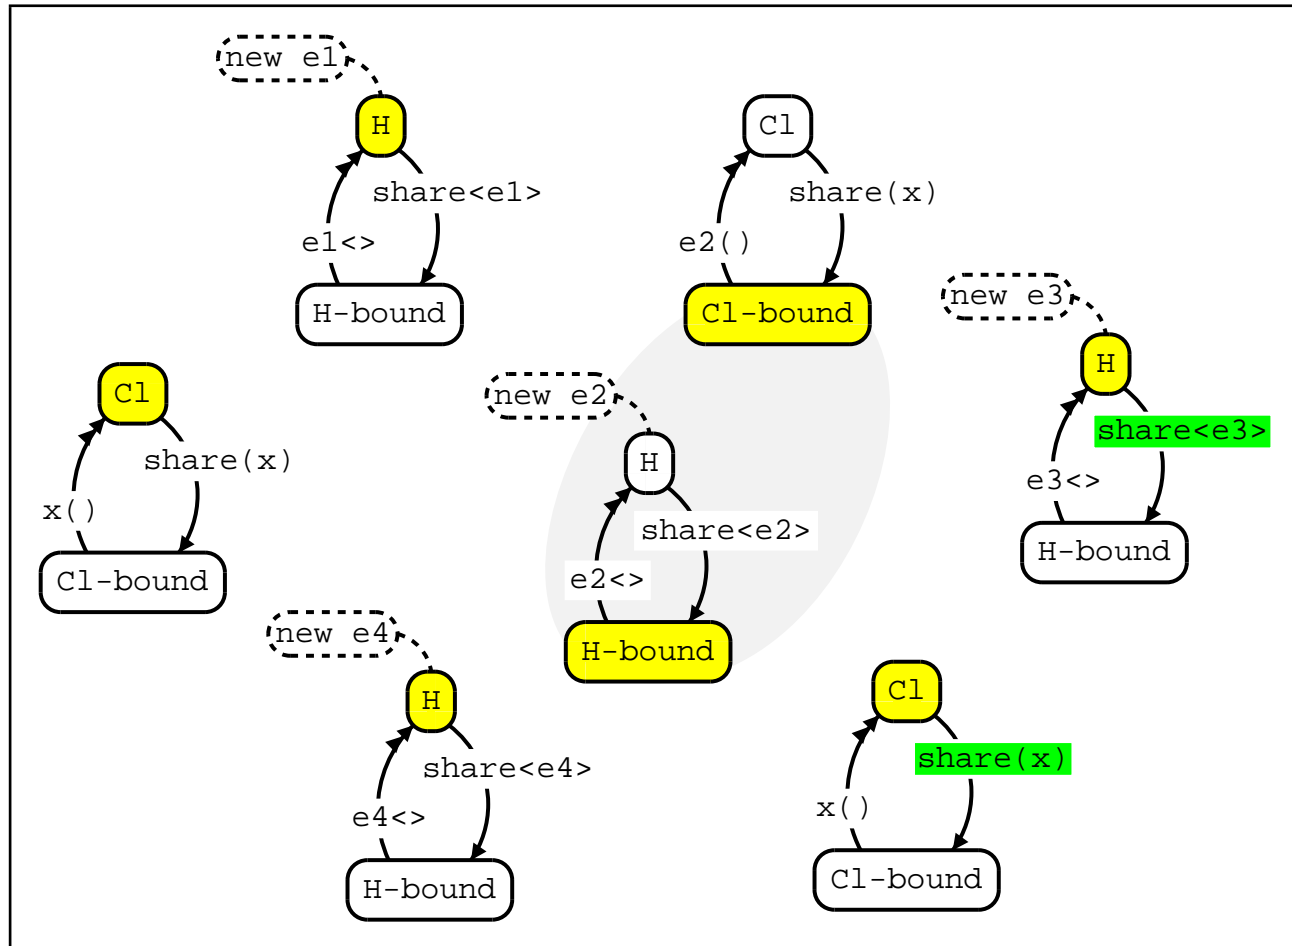 new e1
H
share<e1>
e1<>
H-bound
Cl
share(x)
e2()
Cl-bound
new e3
H
share<e3>
e3<>
H-bound
Cl
share(x)
x()
Cl-bound
new e2
H
share<e2>
e2<>
H-bound
new e4
H
share<e4>
e4<>
H-bound
Cl
share(x)
x()
Cl-bound